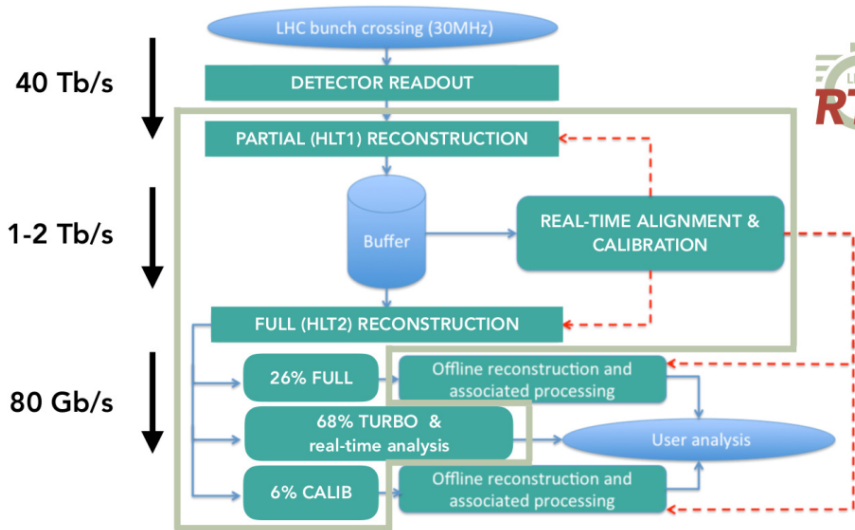 LHC bunch crossing (30MHz)
40 Tb/s
DETECTOR READOUT
PARTIAL (HLT1) RECONSTRUCTION
1-2 Tb/s
Buffer
REAL-TIME ALIGNMENT &
CALIBRATION
FULL (HLT2) RECONSTRUCTION
80 Gb/s
26% FULL
Offline reconstruction and
associated processing
68% TURBO &
real-time analysis
User analysis
6% CALIB
Offline reconstruction and
associated processing